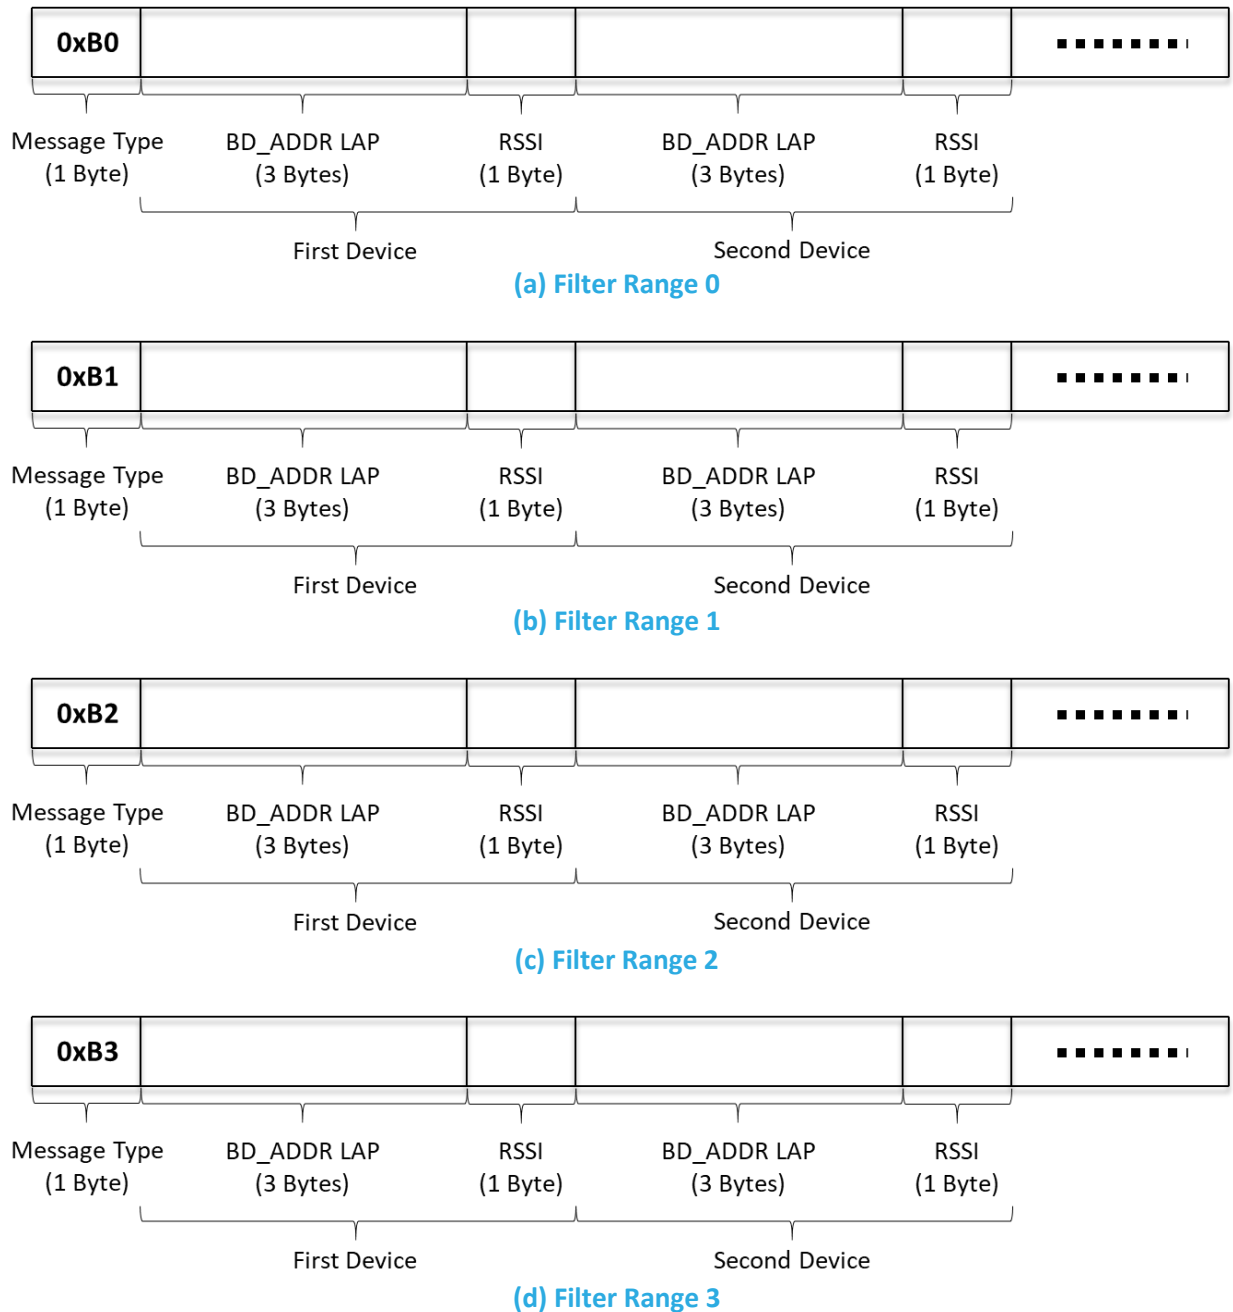 0xB0
Message Type BD_ADDR LAP RSSI BD_ADDR LAP RSSI
(1 Byte) (3 Bytes) (1 Byte) (3 Bytes) (1 Byte)
First Device Second Device
(a) Filter Range 0
0xB1
Message Type BD_ADDR LAP RSSI BD_ADDR LAP RSSI
(1 Byte) (3 Bytes) (1 Byte) (3 Bytes) (1 Byte)
First Device Second Device
(b) Filter Range 1
0xB2
Message Type BD_ADDR LAP RSSI BD_ADDR LAP RSSI
(1 Byte) (3 Bytes) (1 Byte) (3 Bytes) (1 Byte)
First Device Second Device
(c) Filter Range 2
0xB3
Message Type BD_ADDR LAP RSSI BD_ADDR LAP RSSI
(1 Byte) (3 Bytes) (1 Byte) (3 Bytes) (1 Byte)
First Device Second Device
(d) Filter Range 3